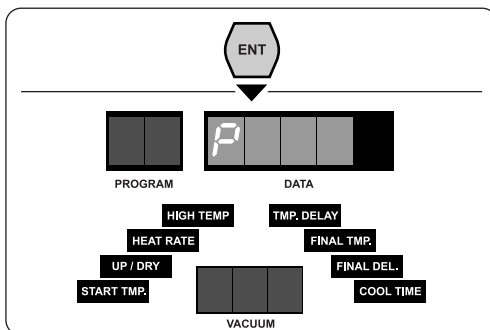 ENT
P
PROGRAM DATA
HIGH TEMP TMP. DELAY
HEAT RATE FINAL TMP.
UP / DRY FINAL DEL.
START TMP. COOL TIME
VACUUM